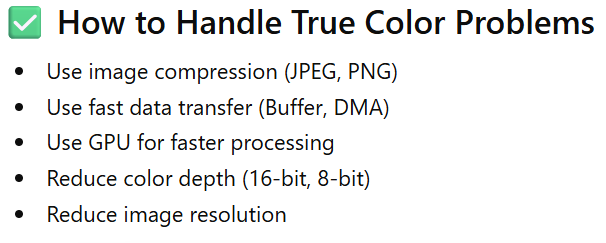 ✅ How to Handle True Color Problems
• Use image compression (JPEG, PNG)
• Use fast data transfer (Buffer, DMA)
• Use GPU for faster processing
• Reduce color depth (16-bit, 8-bit)
• Reduce image resolution